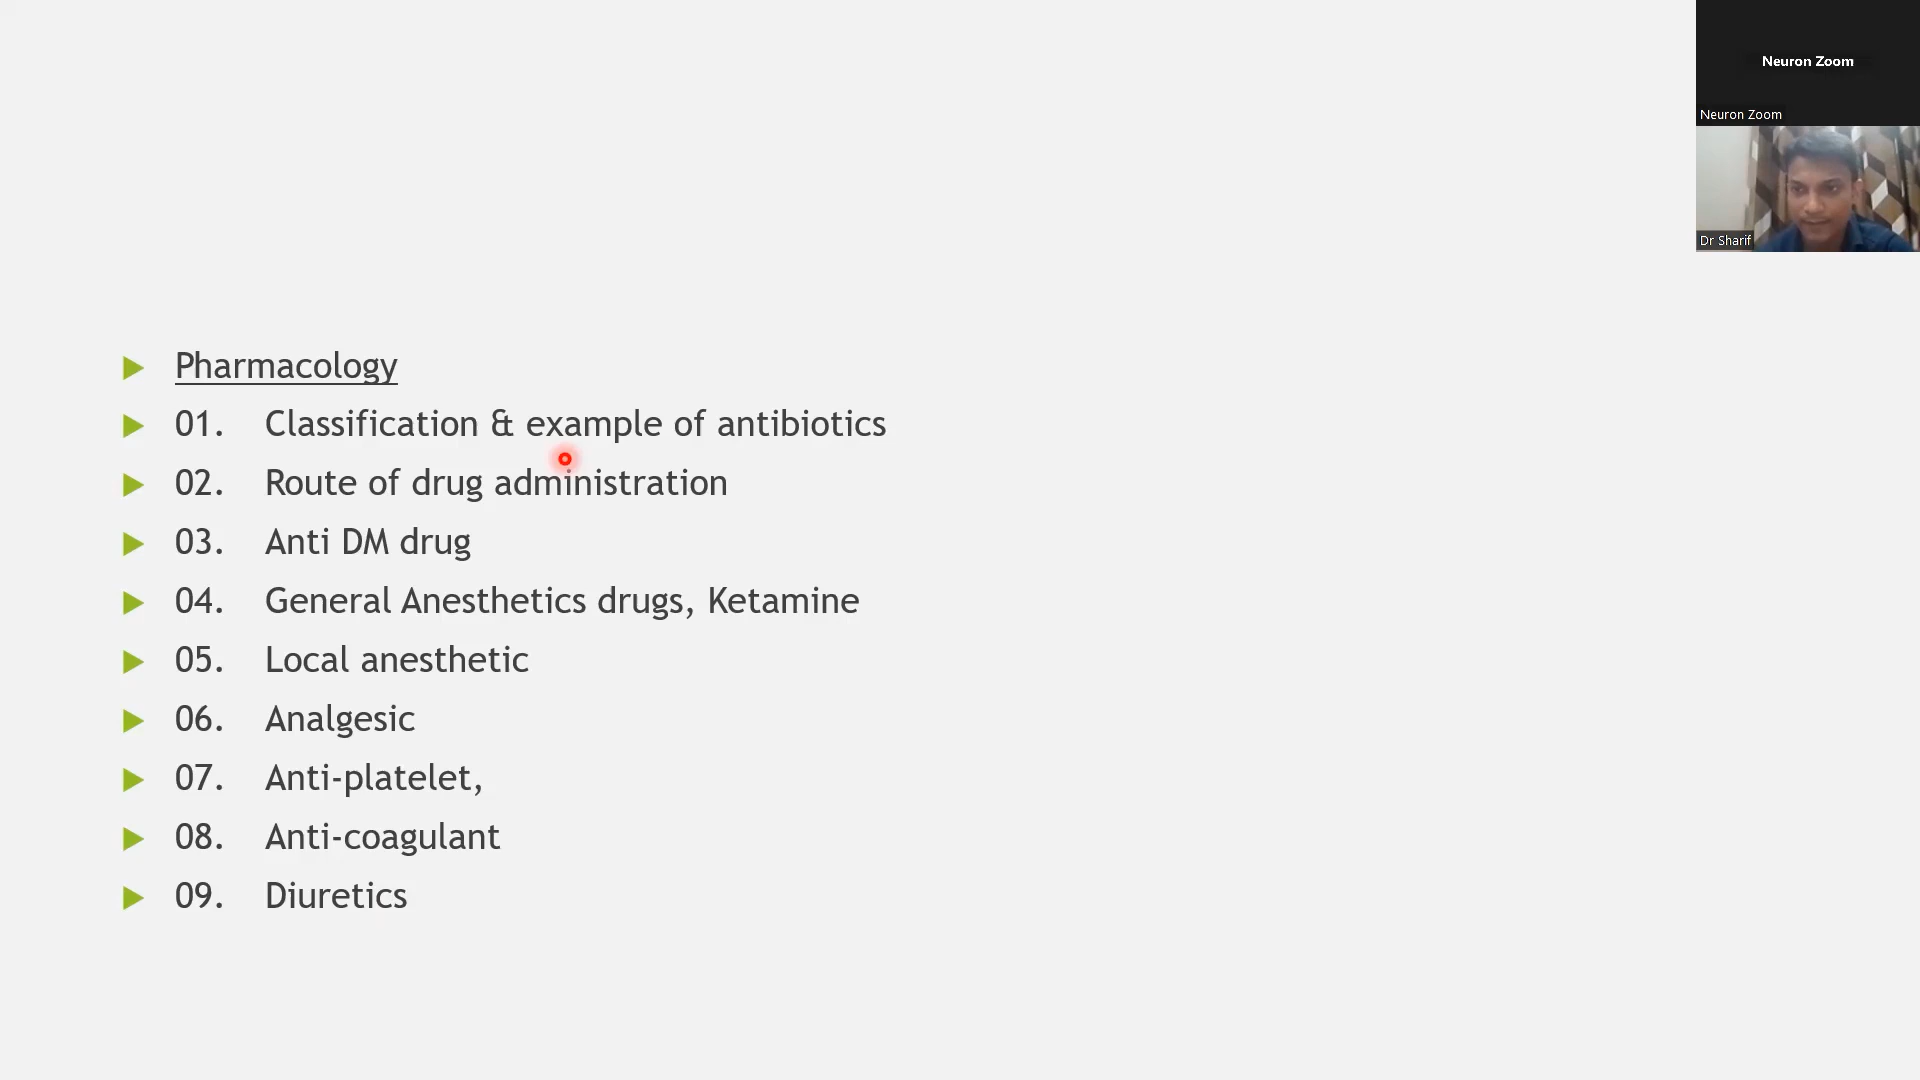 Neuron Zoom
Neuron Zoom
Dr Sharif
Pharmacology
01. Classification & example of antibiotics
02. Route of drug administration
03. Anti DM drug
04. General Anesthetics drugs, Ketamine
05. Local anesthetic
06. Analgesic
07. Anti-platelet,
08. Anti-coagulant
09. Diuretics